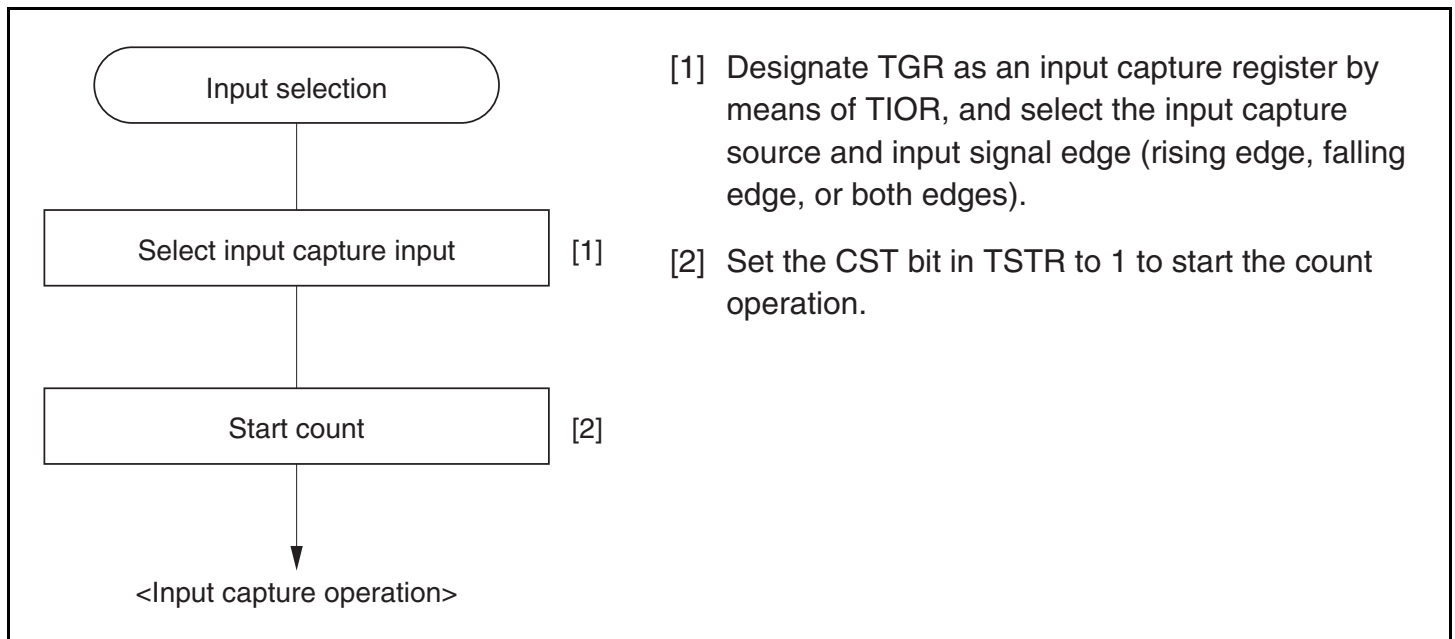 Input selection
Select input capture input
[1]
Start count
[2]
<Input capture operation>
[1] Designate TGR as an input capture register by
means of TIOR, and select the input capture
source and input signal edge (rising edge, falling
edge, or both edges).
[2] Set the CST bit in TSTR to 1 to start the count
operation.